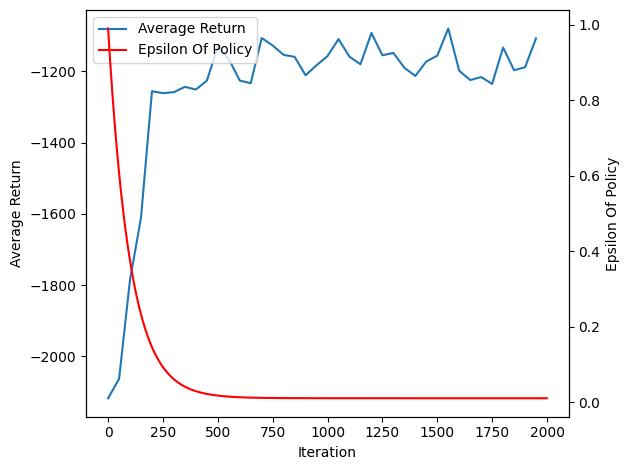 Average Return
Epsilon Of Policy
−1200
−1400
−1600
−1800
−2000
Average Return
1.0
0.8
0.6
0.4
0.2
0.0
Epsilon Of Policy
0 250 500 750 1000 1250 1500 1750 2000
Iteration